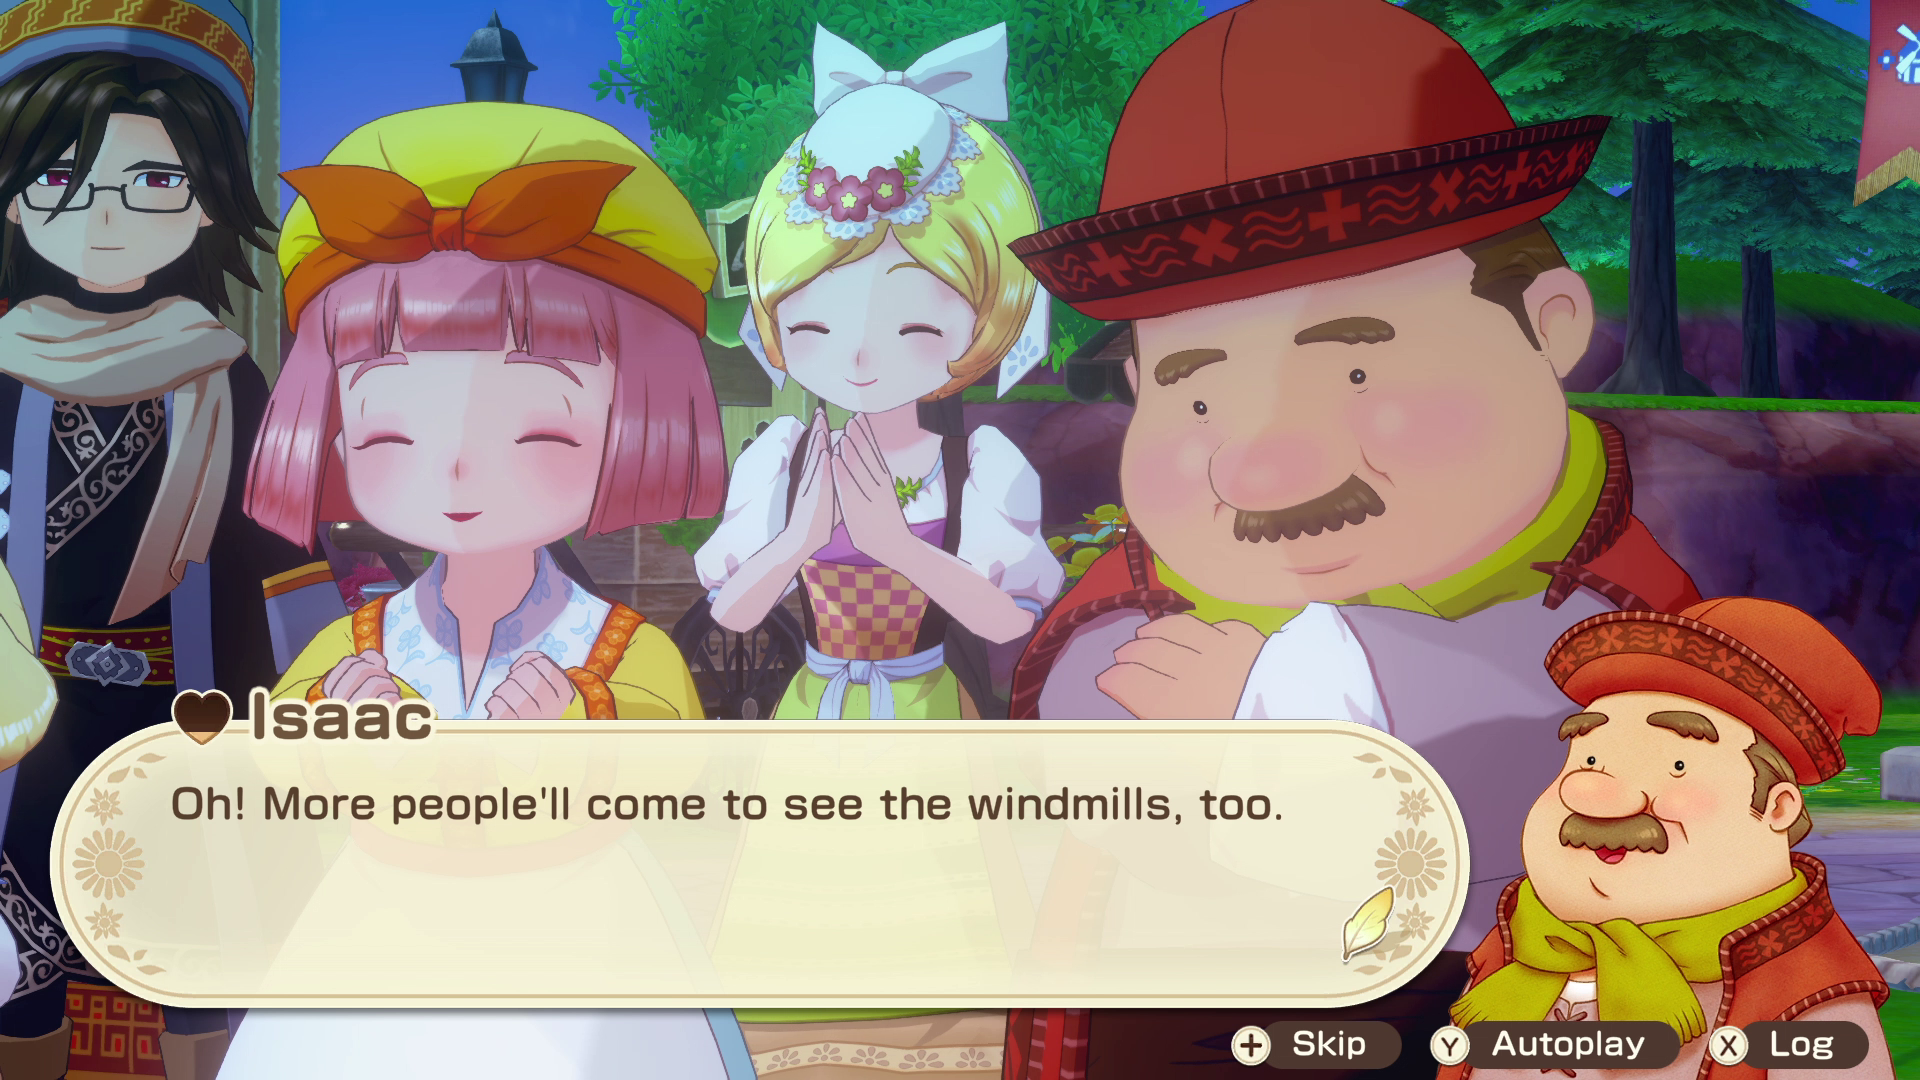 Isaac
Oh! More people'll come to see the windmills, too.
+ Skip
Y Autoplay
X Log